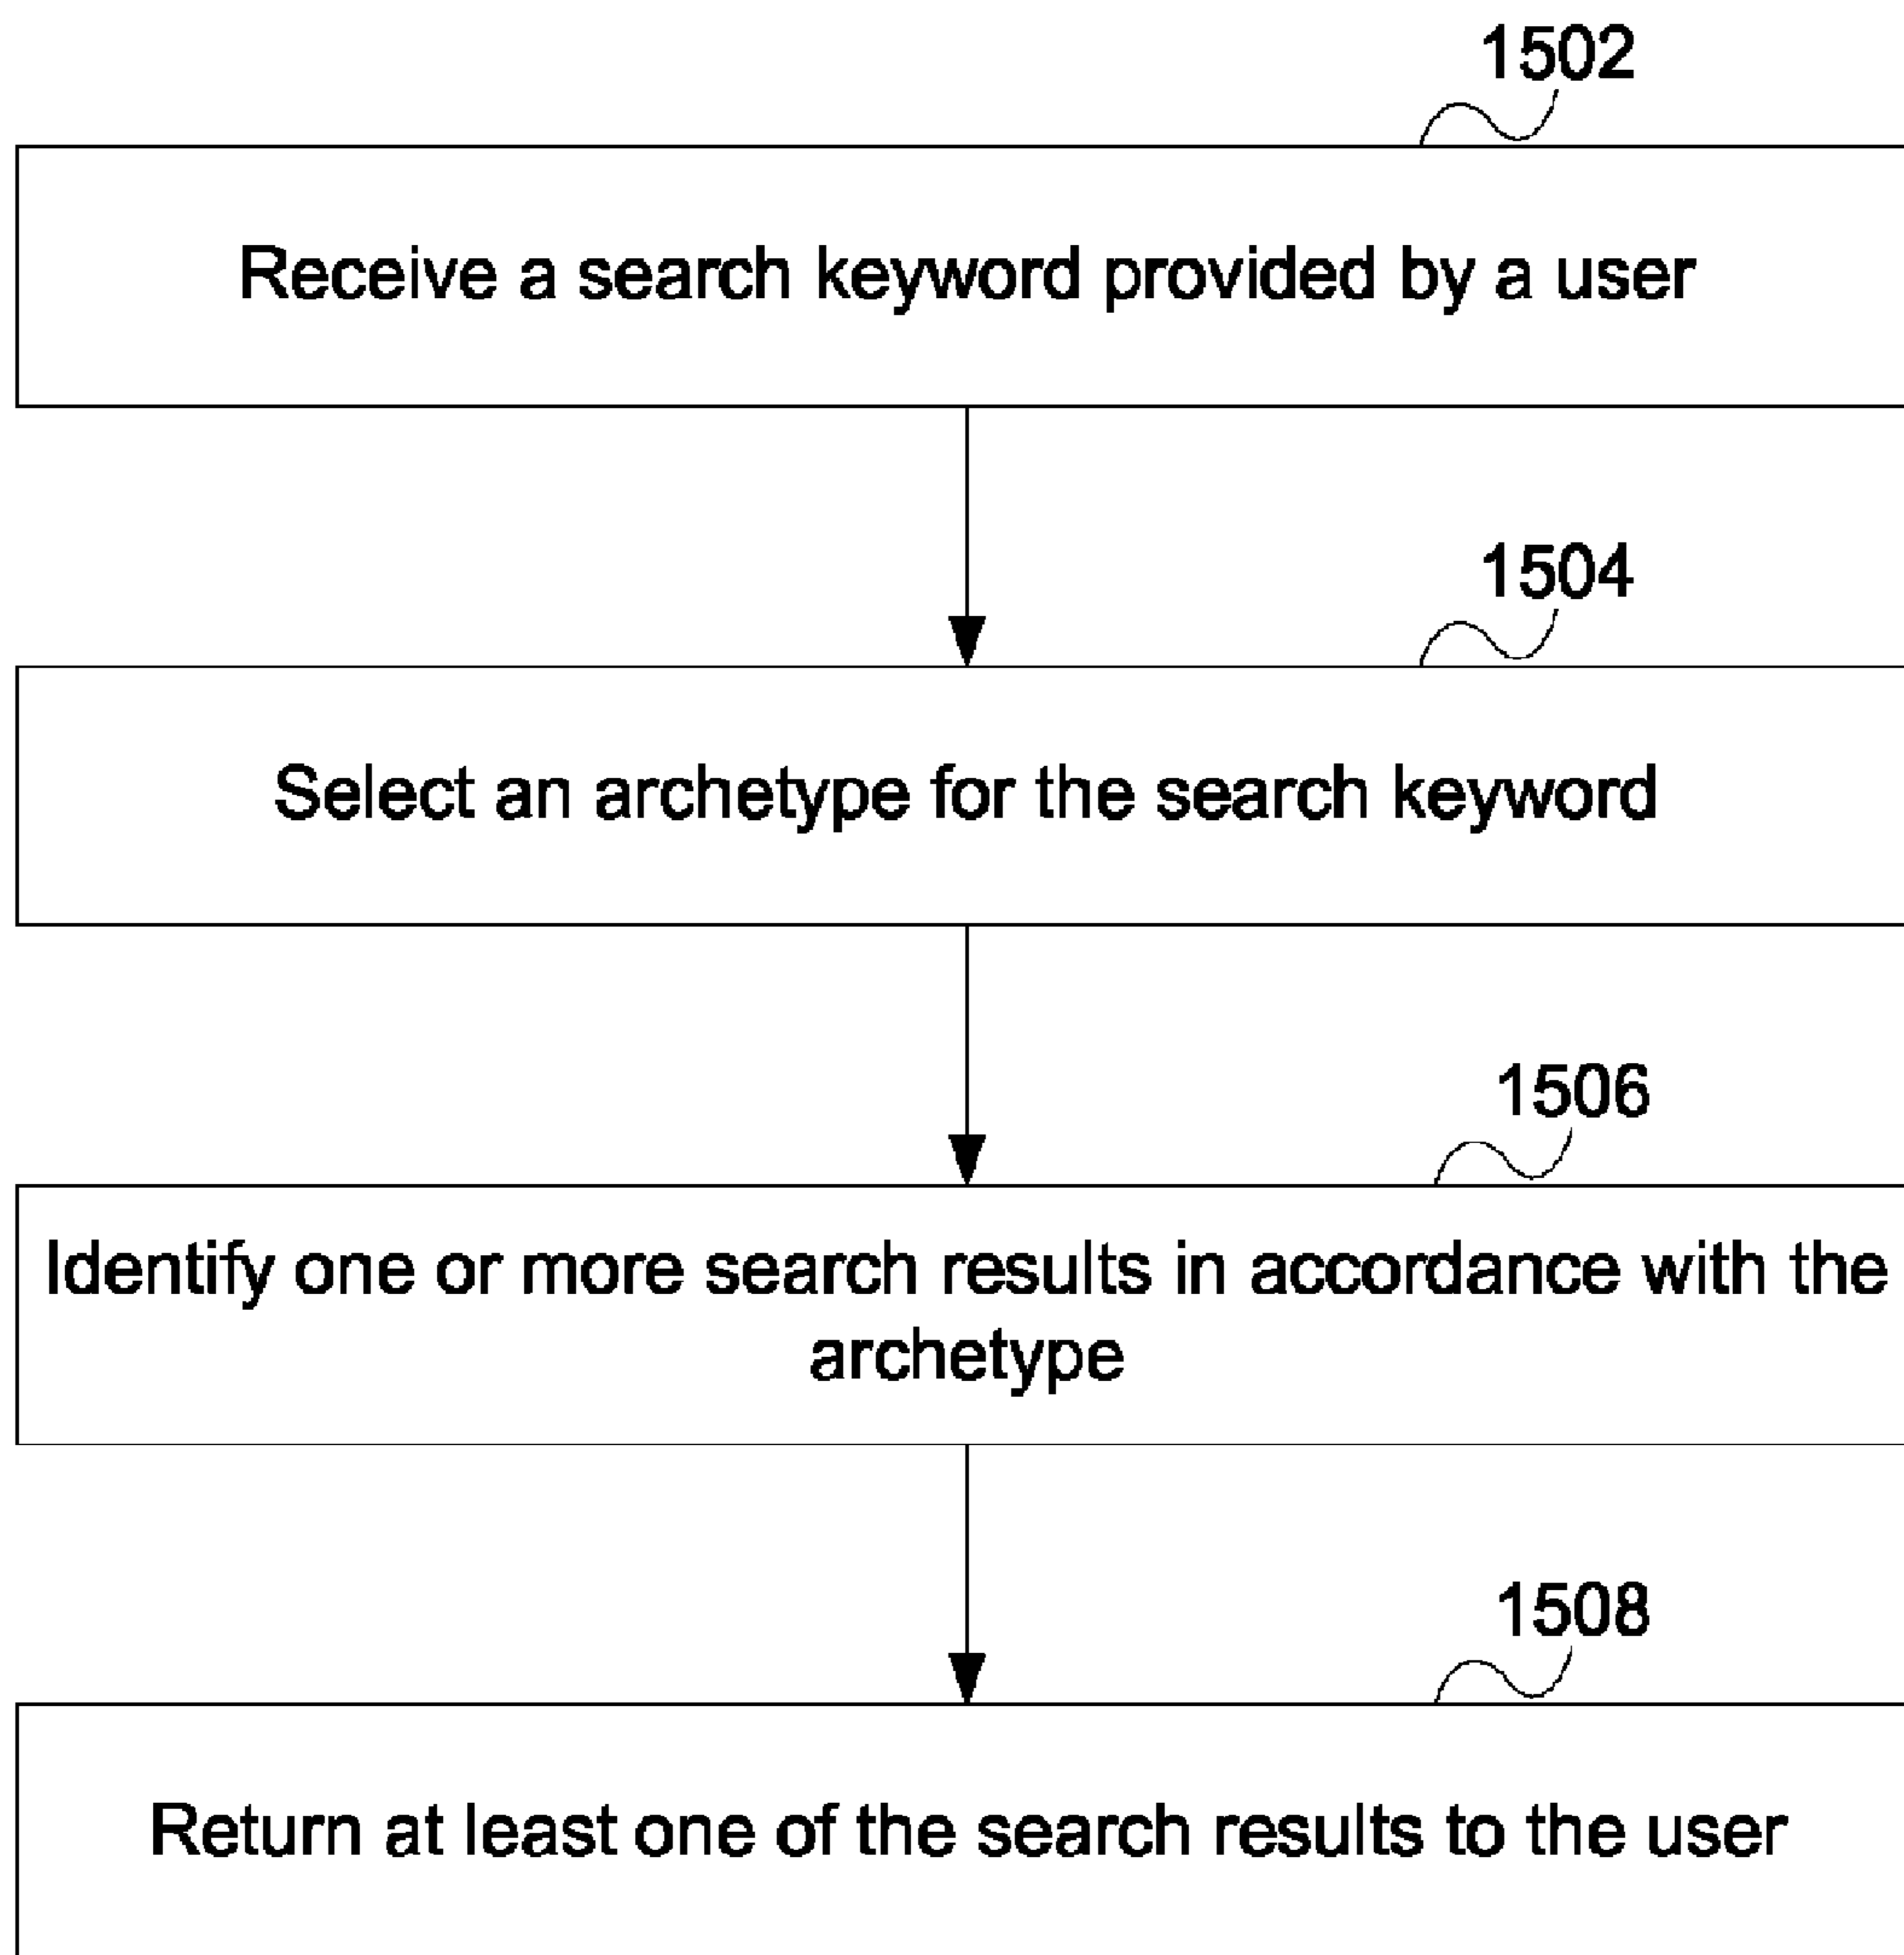 1502
Receive a search keyword provided by a user
1504
Select an archetype for the search keyword
1506
Identify one or more search results in accordance with the
archetype
1508
Return at least one of the search results to the user